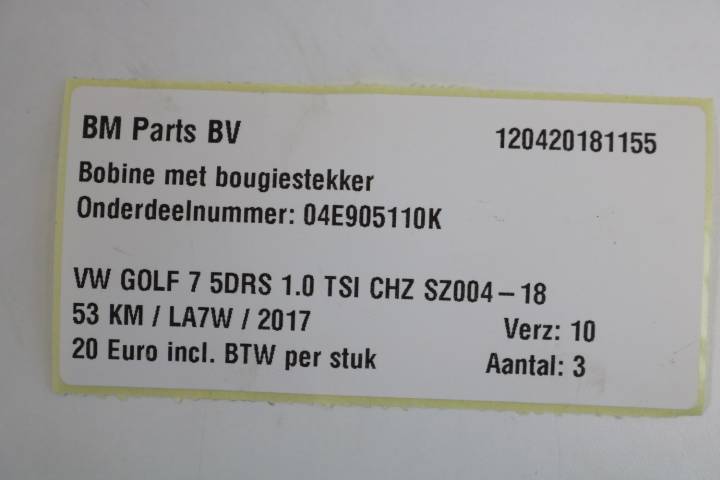 BM Parts BV 120420181155
Bobine met bougiestekker
Onderdeelnummer: 04E905110K
VW GOLF 7 5DRS 1.0 TSI CHZ SZ004-18
53 KM / LA7W / 2017 Verz: 10
20 Euro incl. BTW per stuk Aantal: 3